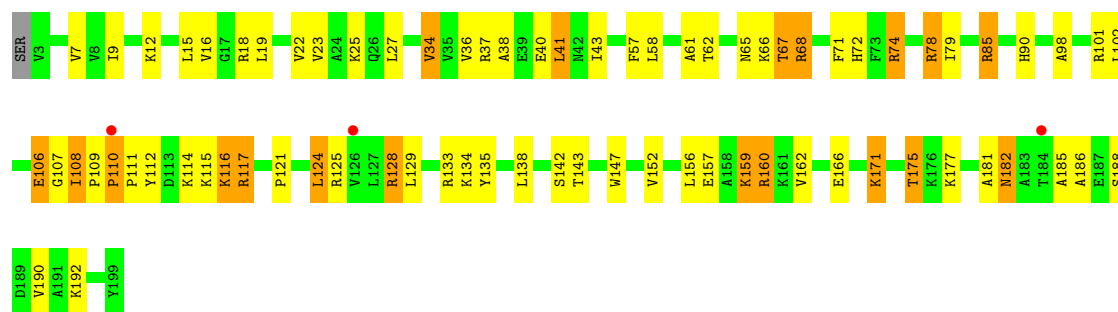 SER V3 V7 V8 I9 K12 L15 V16 G17 R18 L19 V22 V23 A24 K25 Q26 L27 V34 V35 V36 R37 A38 E39 E40 L41 N42 I43 F57 L58 A61 T62 N65 K66 T67 R68 F71 H72 F73 R74 R78 I79 R85 H90 A98 R101 L102
E106 G107 I108 P109 P110 P111 Y112 D113 K114 K115 K116 R117 P121 L124 R125 V126 L127 R128 L129 R133 K134 Y135 L138 S142 T143 W147 V152 L156 E157 A158 K159 R160 K161 V162 E166 K171 T175 K176 K177 A181 N182 A183 T184 A185 A186 E187 S188
D189 V190 A191 K192 Y199